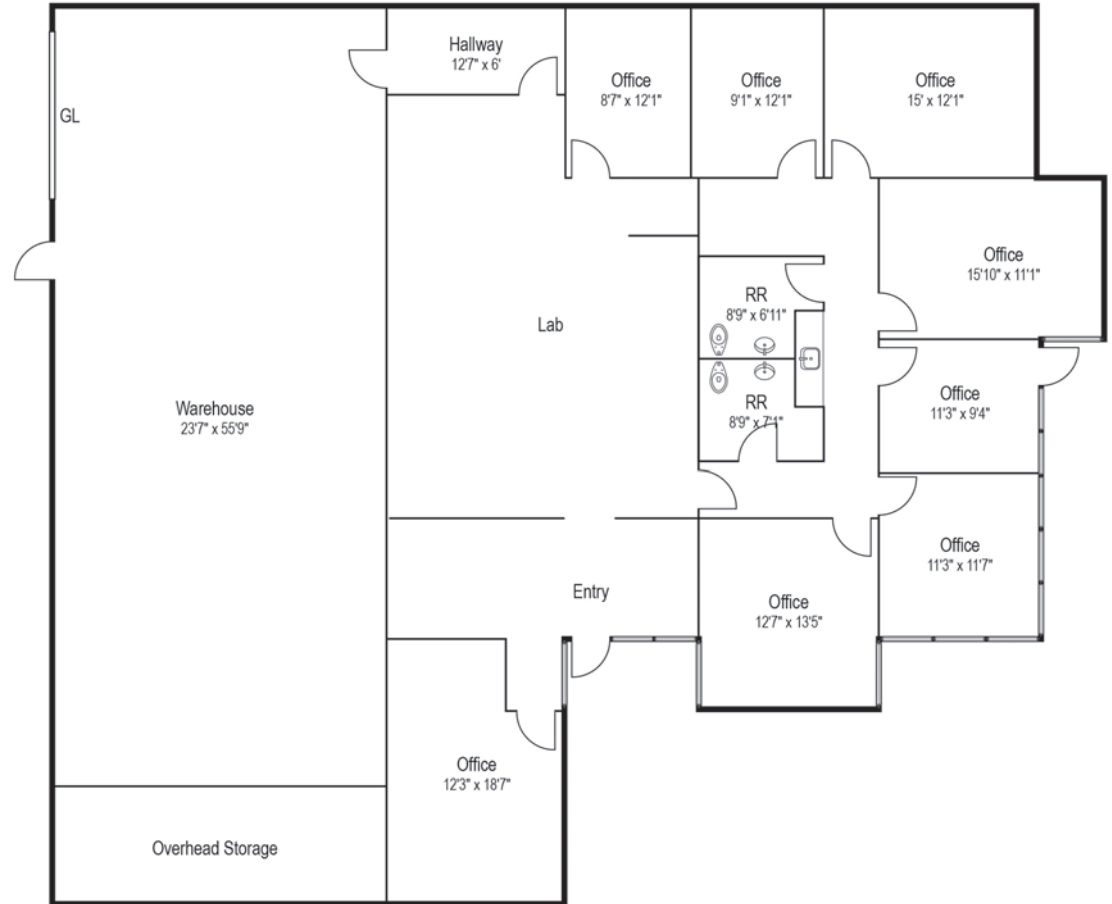 Hallway
12'7" x 6'
Office
8'7" x 12'1"
Office
9'1" x 12'1"
Office
15' x 12'1"
GL
Office
15'10" x 11'1"
RR
8'9" x 6'11"
Lab
Office
11'3" x 9'4"
Warehouse
23'7" x 55'9"
RR
8'9" x 7'1"
Office
11'3" x 11'7"
Entry
Office
12'7" x 13'5"
Office
12'3" x 18'7"
Overhead Storage